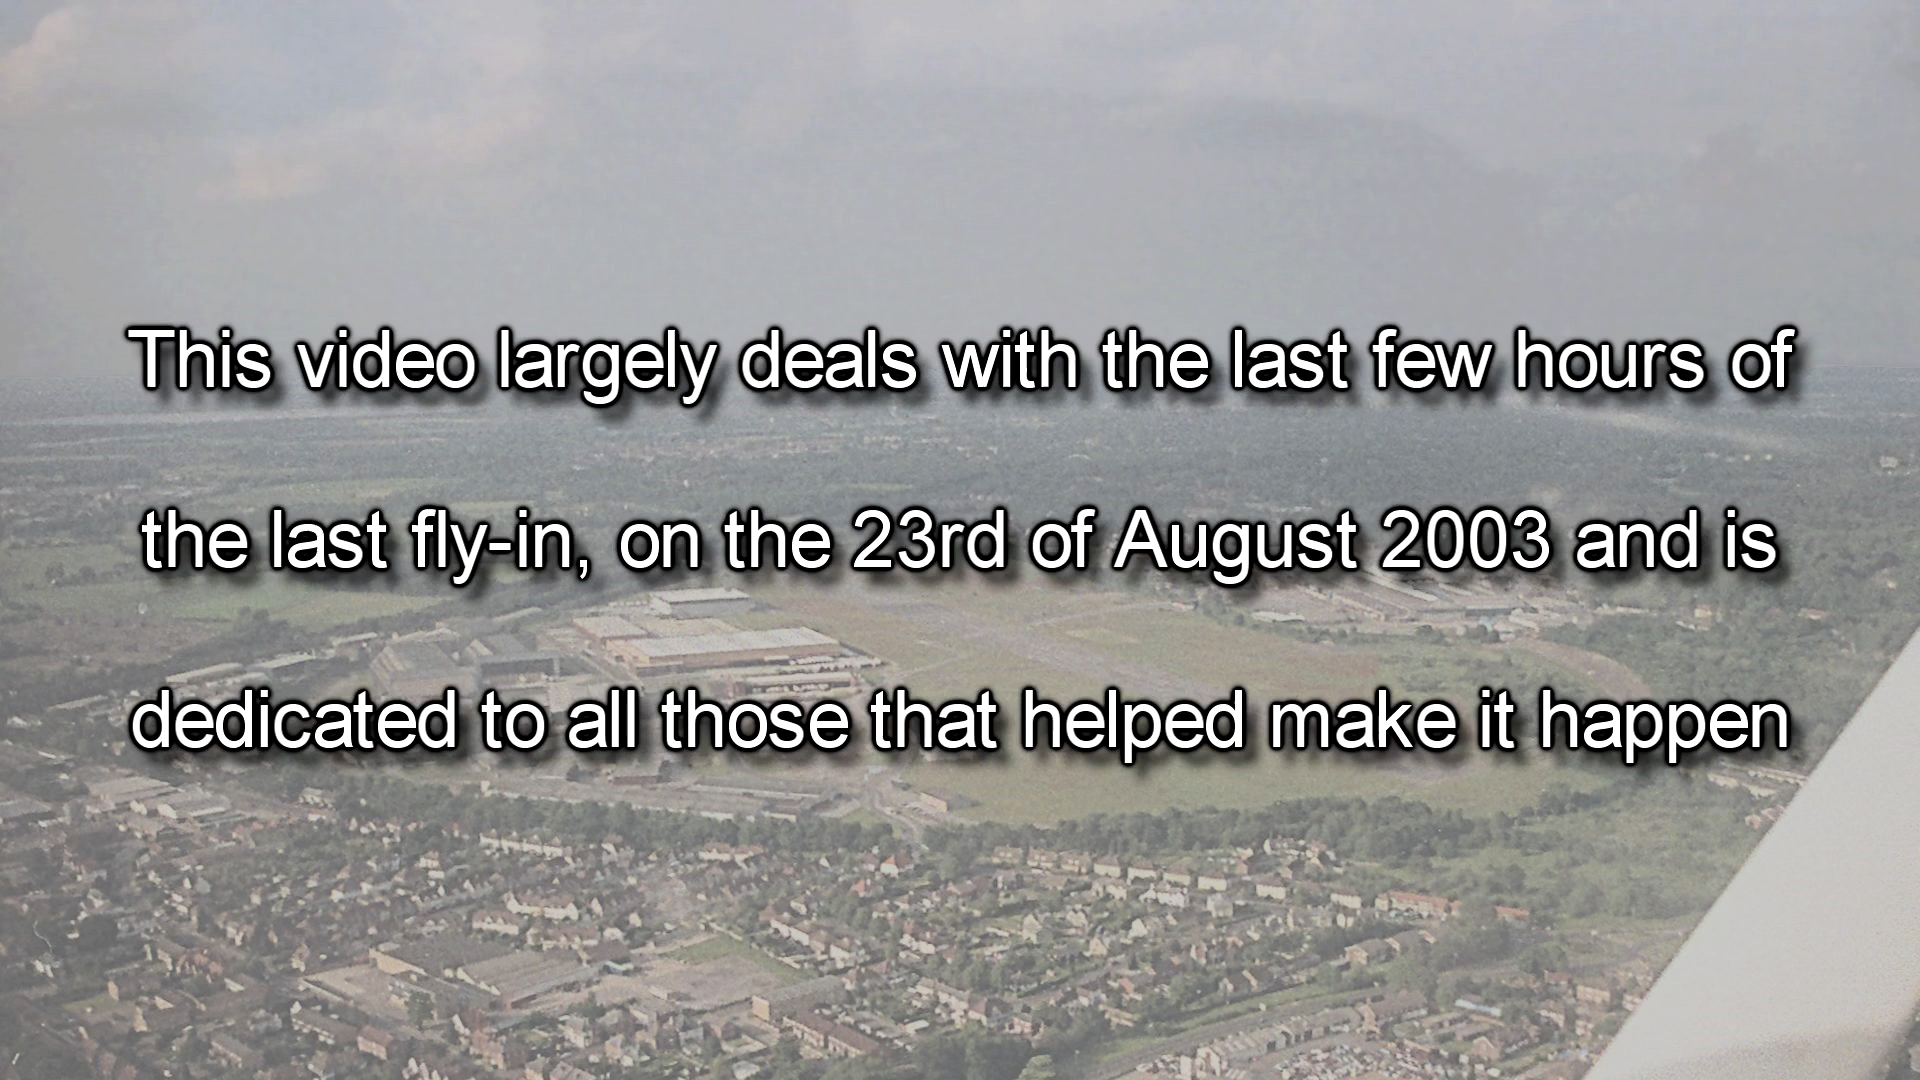 This video largely deals with the last few hours of
the last fly-in, on the 23rd of August 2003 and is
dedicated to all those that helped make it happen